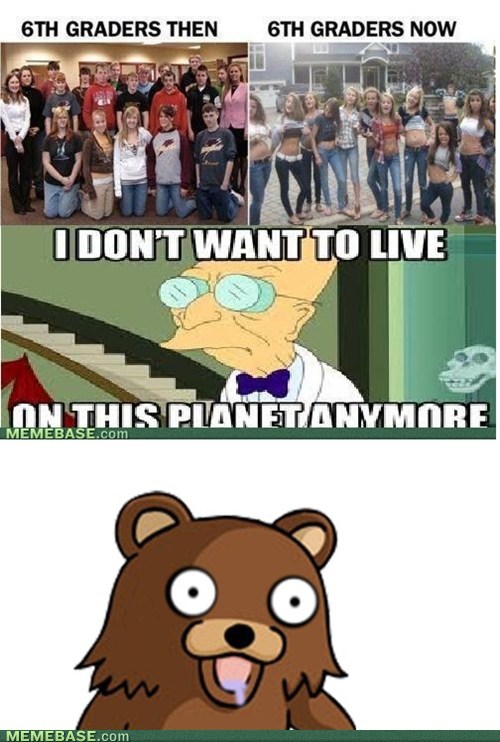 6TH GRADERS THEN
6TH GRADERS NOW
I DON'T WANT TO LIVE
ON THIS PLANET ANYMORE
MEMEBASE.com
MEMEBASE.com